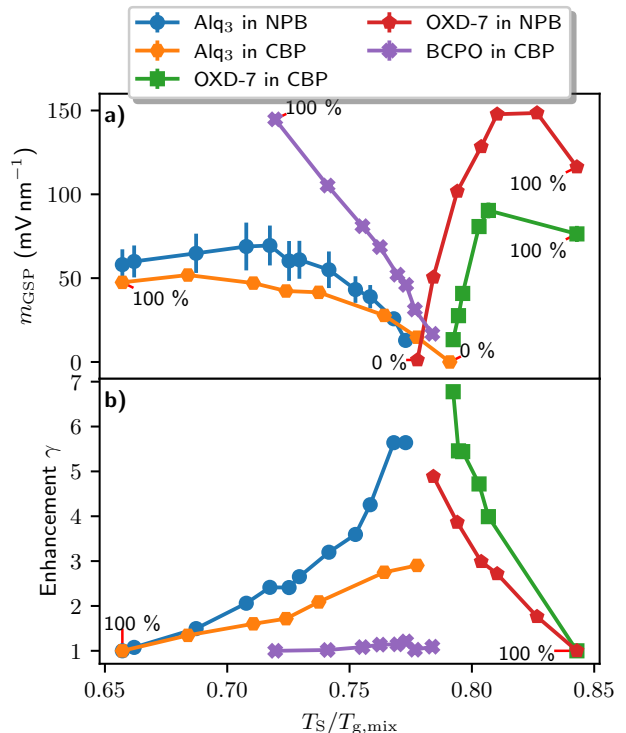 Alq₃ in NPB
Alq₃ in CBP
OXD-7 in CBP
OXD-7 in NPB
BCPO in CBP
a)
150
100
50
0
m_GSP (mV nm⁻¹)
100 %
100 %
100 %
100 %
0 %
0 %
b)
7
6
5
4
3
2
1
Enhancement γ
100 %
100 %
0.65 0.70 0.75 0.80 0.85
T_S/T_g,mix